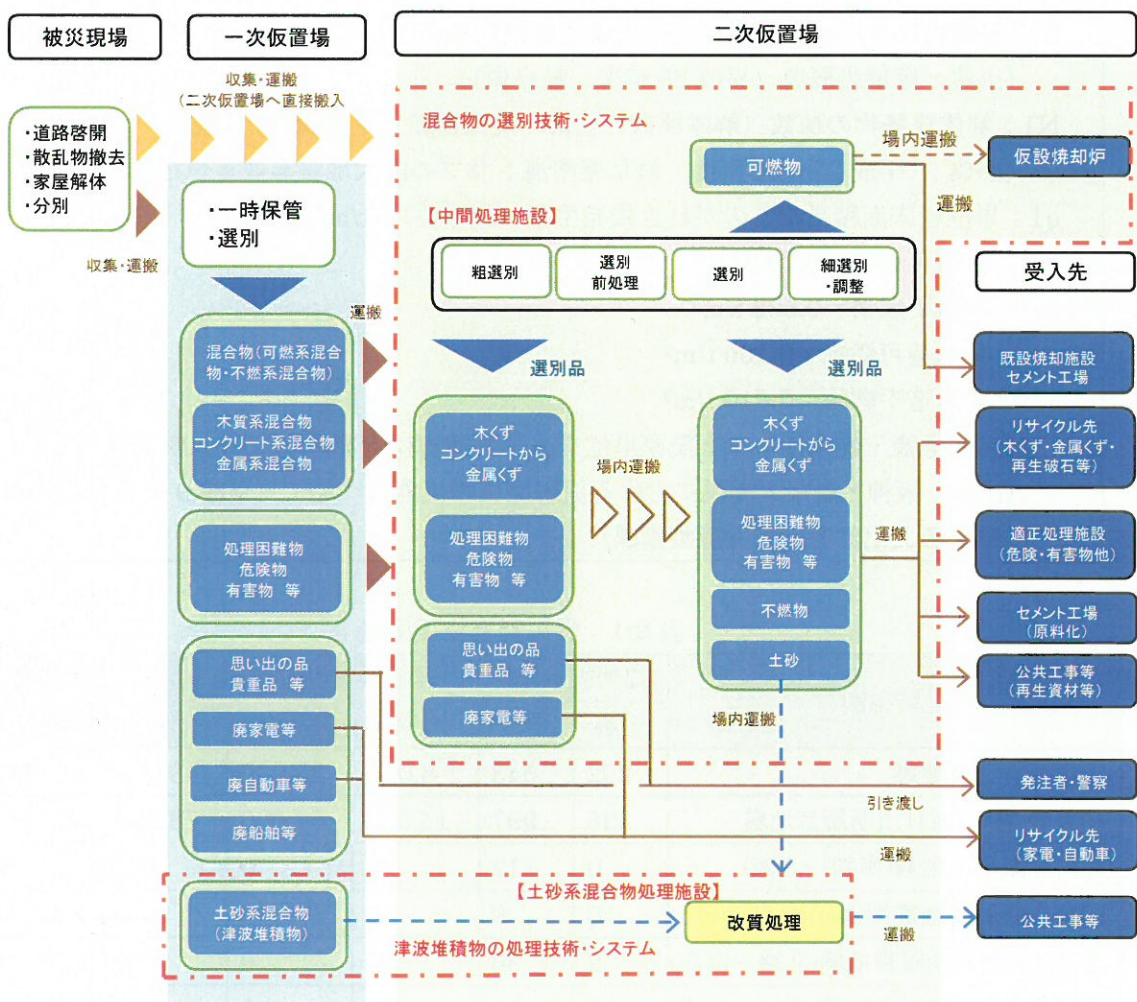 被災現場
一次仮置場
二次仮置場
収集・運搬
(二次仮置場へ直接搬入
・道路啓開
・散乱物撤去
・家屋解体
・分別
収集・運搬
・一時保管
・選別
運搬
混合物(可燃系混合
物・不燃系混合物)
木質系混合物
コンクリート系混合物
金属系混合物
処理困難物
危険物
有害物 等
思い出の品
貴重品 等
廃家電等
廃自動車等
廃船舶等
土砂系混合物
(津波堆積物)
混合物の選別技術・システム
可燃物
場内運搬
仮設焼却炉
運搬
【中間処理施設】
粗選別
選別
前処理
選別
細選別
・調整
選別品
選別品
木くず
コンクリートから
金属くず
処理困難物
危険物
有害物 等
思い出の品
貴重品 等
廃家電等
場内運搬
木くず
コンクリートから
金属くず
処理困難物
危険物
有害物 等
不燃物
土砂
場内運搬
運搬
受入先
既設焼却施設
セメント工場
リサイクル先
(木くず・金属くず・
再生砕石等)
適正処理施設
(危険・有害物他)
セメント工場
(原料化)
公共工事等
(再生資材等)
引き渡し
発注者・警察
運搬
リサイクル先
(家電・自動車)
【土砂系混合物処理施設】
改質処理
津波堆積物の処理技術・システム
運搬
公共工事等